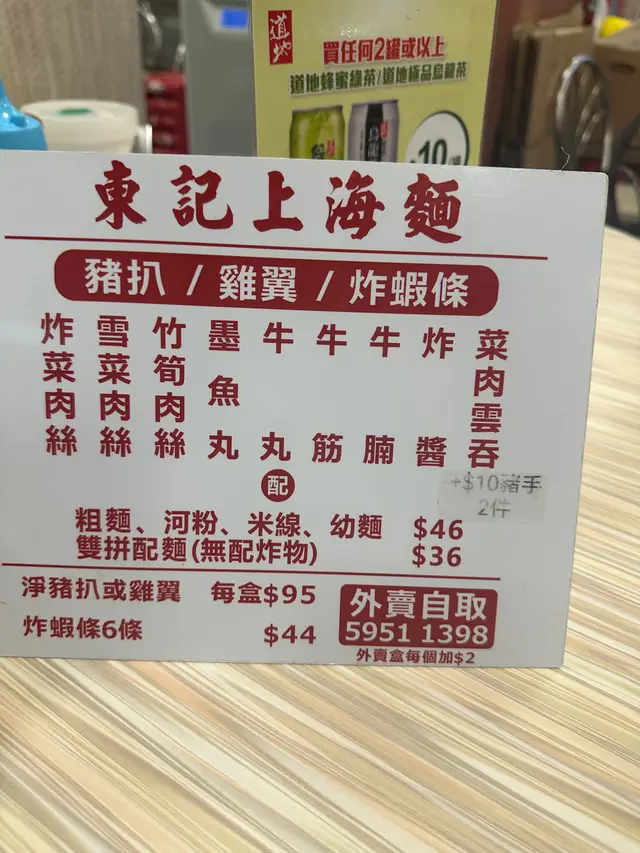 道地
買任何2罐或以上
道地蜂蜜綠茶/道地極品烏龍茶
東記上海麵
豬扒 / 雞翼 / 炸蝦條
炸菜肉絲
雪菜肉絲
竹筍肉絲
墨魚丸
牛丸
牛筋
牛腩
炸醬
菜肉雲吞
配
+$10豬手
2件
粗麵、河粉、米線、幼麵 $46
雙拼配麵(無配炸物) $36
淨豬扒或雞翼 每盒$95
炸蝦條6條 $44
外賣自取
5951 1398
外賣盒每個加$2